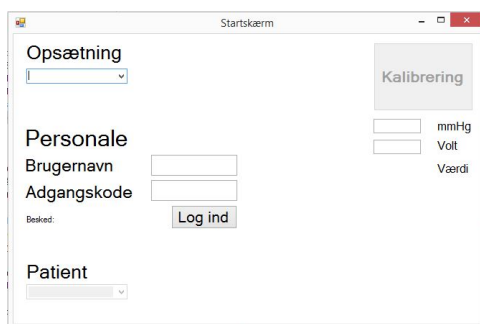 Startskærm
Opsætning
Kalibrering
mmHg
Volt
Værdi
Personale
Brugernavn
Adgangskode
Besked:
Log ind
Patient